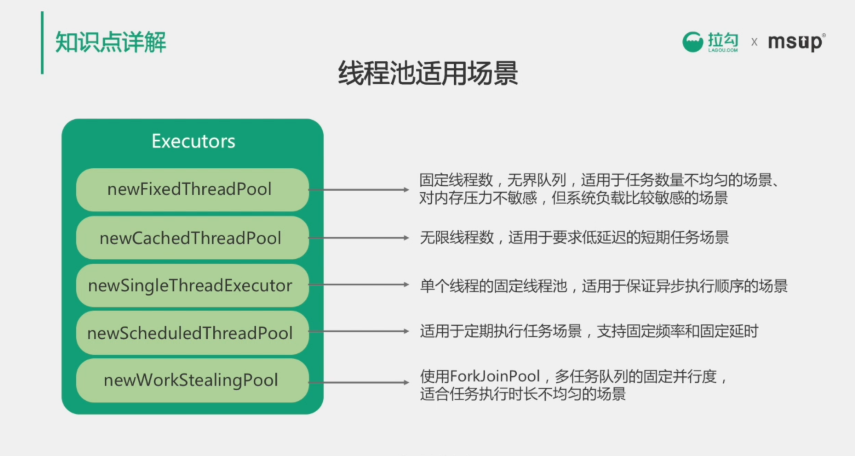 知识点详解
拉勾
LAGOU.COM
x
msup®
线程池适用场景
Executors
newFixedThreadPool
固定线程数，无界队列，适用于任务数量不均匀的场景、
对内存压力不敏感，但系统负载比较敏感的场景
newCachedThreadPool
无限线程数，适用于要求低延迟的短期任务场景
newSingleThreadExecutor
单个线程的固定线程池，适用于保证异步执行顺序的场景
newScheduledThreadPool
适用于定期执行任务场景，支持固定频率和固定延时
newWorkStealingPool
使用ForkJoinPool，多任务队列的固定并行度，
适合任务执行时长不均匀的场景